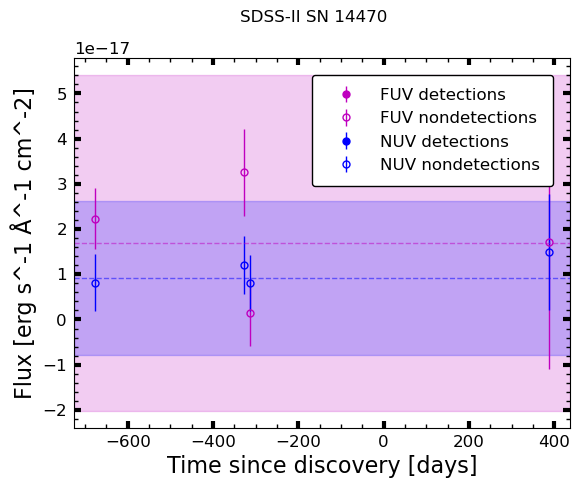 SDSS-II SN 14470
1e−17
FUV detections
FUV nondetections
NUV detections
NUV nondetections
5
4
3
2
1
0
−1
−2
Flux [erg s^-1 Å^-1 cm^-2]
−600 −400 −200 0 200 400
Time since discovery [days]